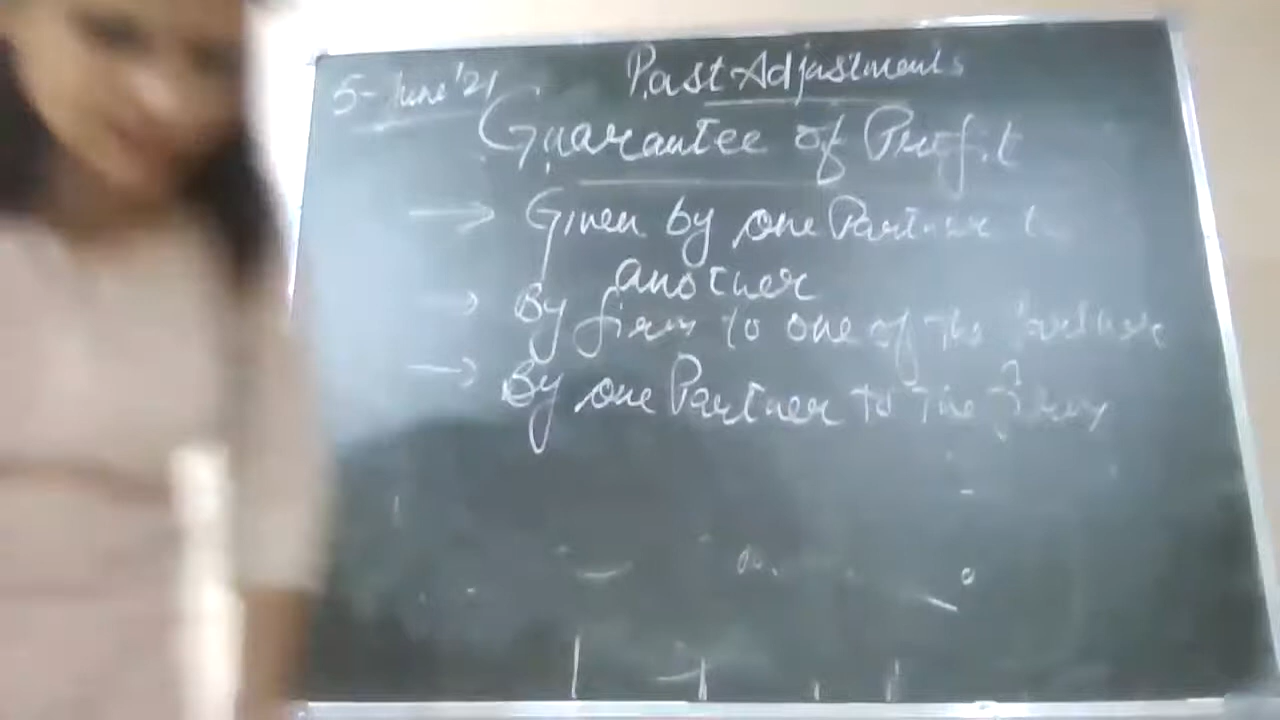 5-June'21
Past Adjustments
Guarantee of Profit
→ Given by one Partner to
another
→ By firm to one of the Partners
→ By one Partner to the firm